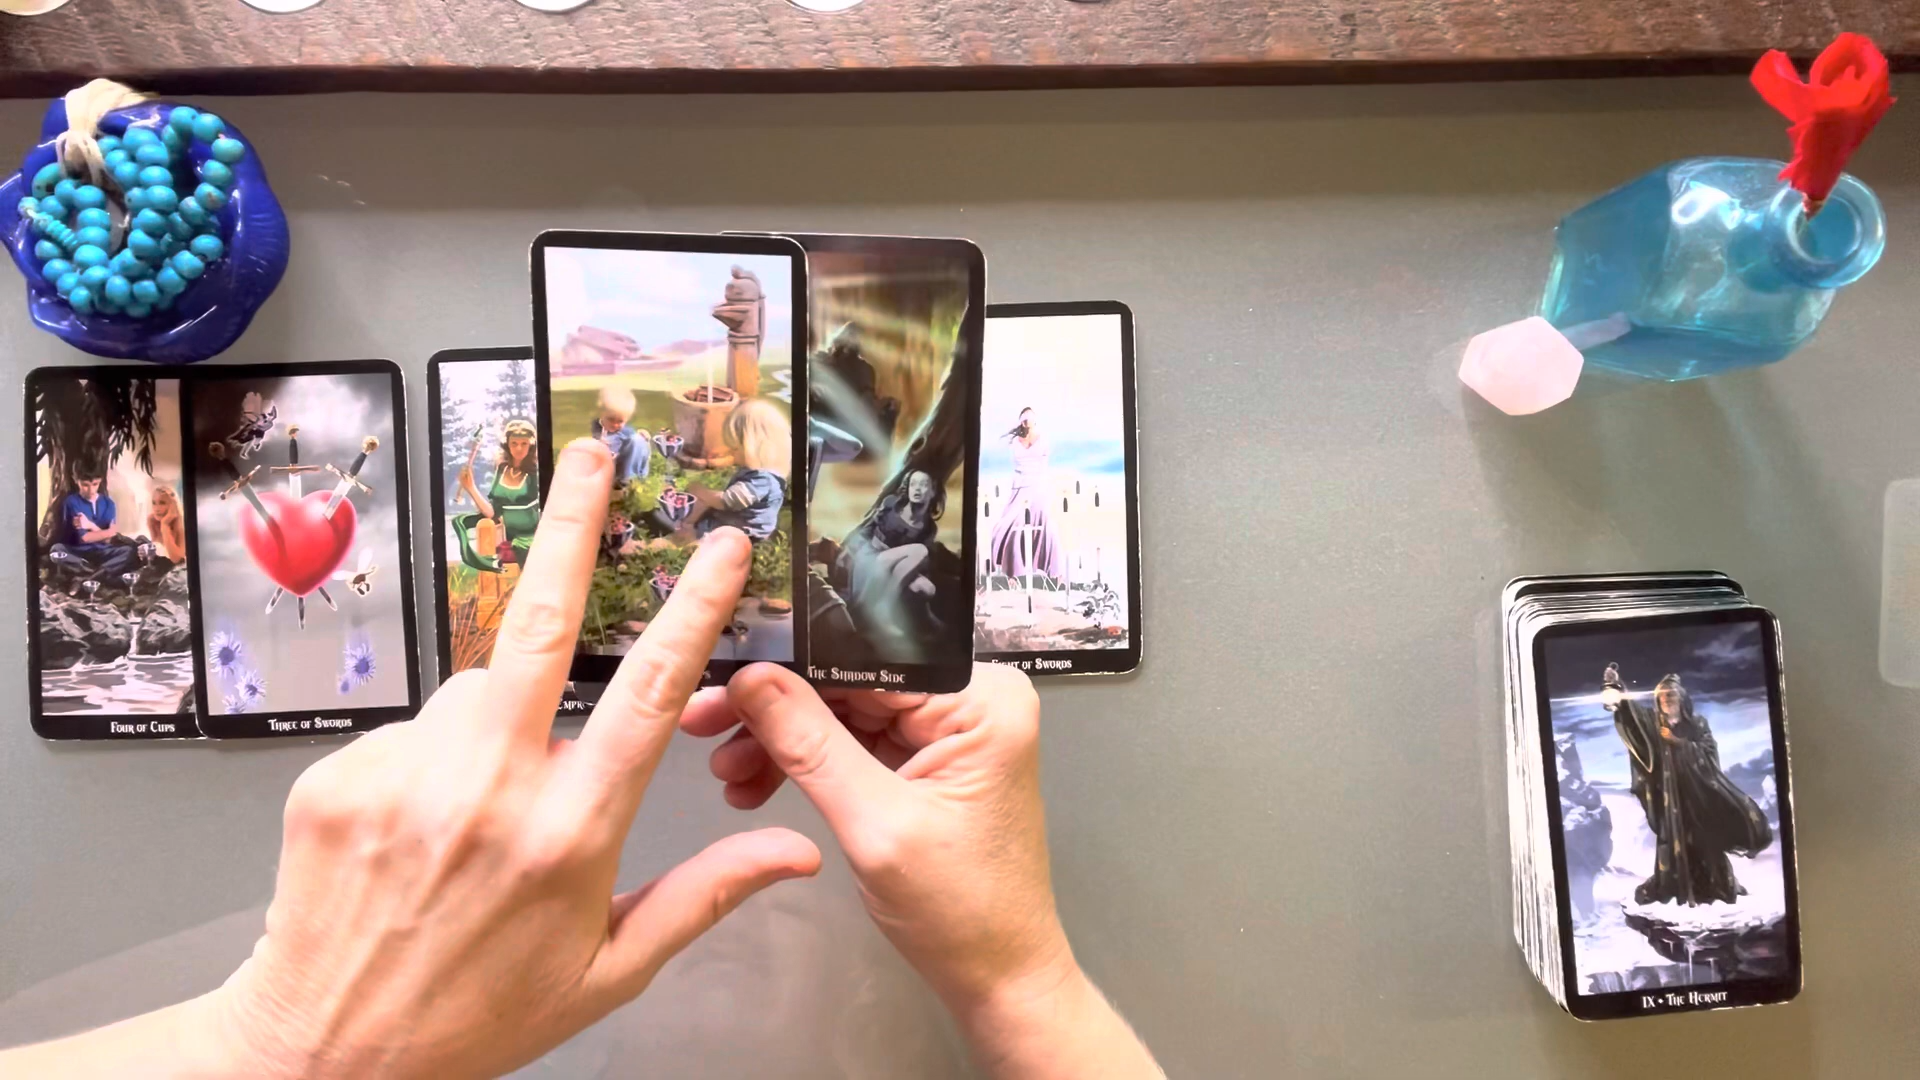 Four of Cups
Three of Swords
The Shadow Side
Eight of Swords
IX • The Hermit